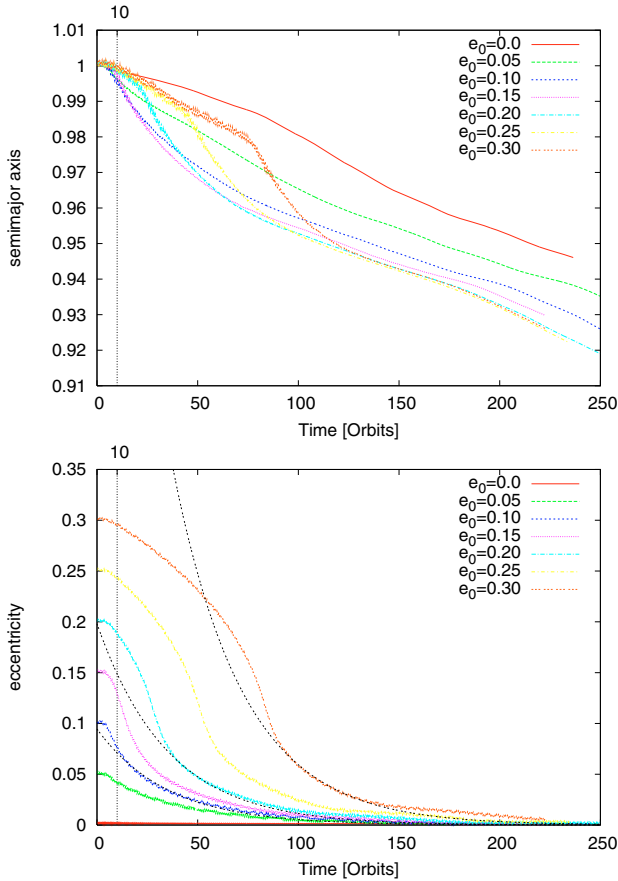 10
1.01
1
0.99
0.98
0.97
0.96
0.95
0.94
0.93
0.92
0.91
semimajor axis
e0=0.0
e0=0.05
e0=0.10
e0=0.15
e0=0.20
e0=0.25
e0=0.30
0 50 100 150 200 250
Time [Orbits]
10
0.35
0.3
0.25
0.2
0.15
0.1
0.05
0
eccentricity
e0=0.0
e0=0.05
e0=0.10
e0=0.15
e0=0.20
e0=0.25
e0=0.30
0 50 100 150 200 250
Time [Orbits]